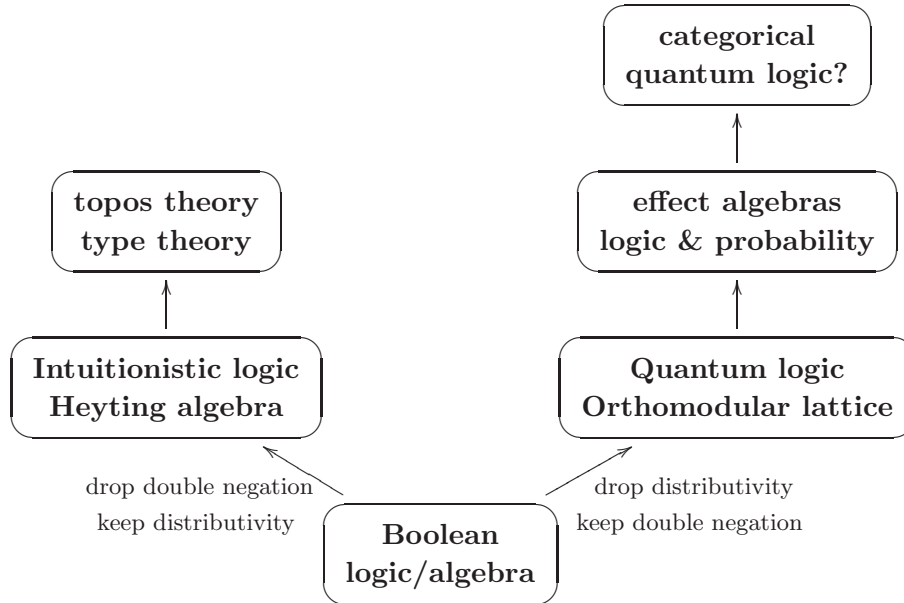 categorical
quantum logic?
topos theory
type theory
effect algebras
logic & probability
Intuitionistic logic
Heyting algebra
Quantum logic
Orthomodular lattice
drop double negation
keep distributivity
drop distributivity
keep double negation
Boolean
logic/algebra